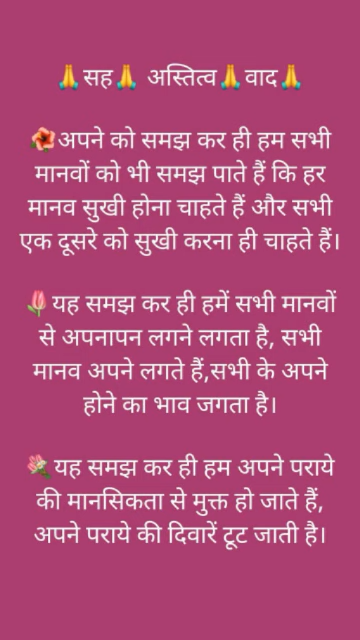 🙏सह🙏 अस्तित्व🙏वाद🙏
🌺अपने को समझ कर ही हम सभी
मानवों को भी समझ पाते हैं कि हर
मानव सुखी होना चाहते हैं और सभी
एक दूसरे को सुखी करना ही चाहते हैं।
🌷यह समझ कर ही हमें सभी मानवों
से अपनापन लगने लगता है, सभी
मानव अपने लगते हैं,सभी के अपने
होने का भाव जगता है।
💐यह समझ कर ही हम अपने पराये
की मानसिकता से मुक्त हो जाते हैं,
अपने पराये की दिवारें टूट जाती है।